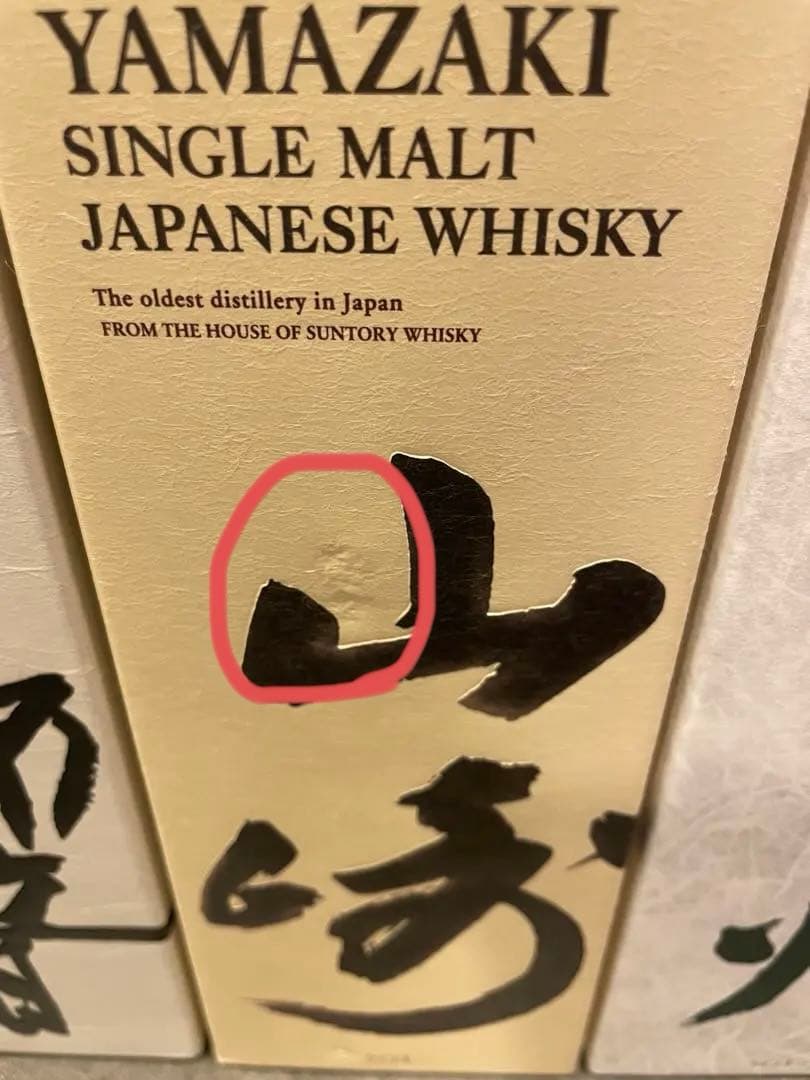 YAMAZAKI
SINGLE MALT
JAPANESE WHISKY
The oldest distillery in Japan
FROM THE HOUSE OF SUNTORY WHISKY
山
崎